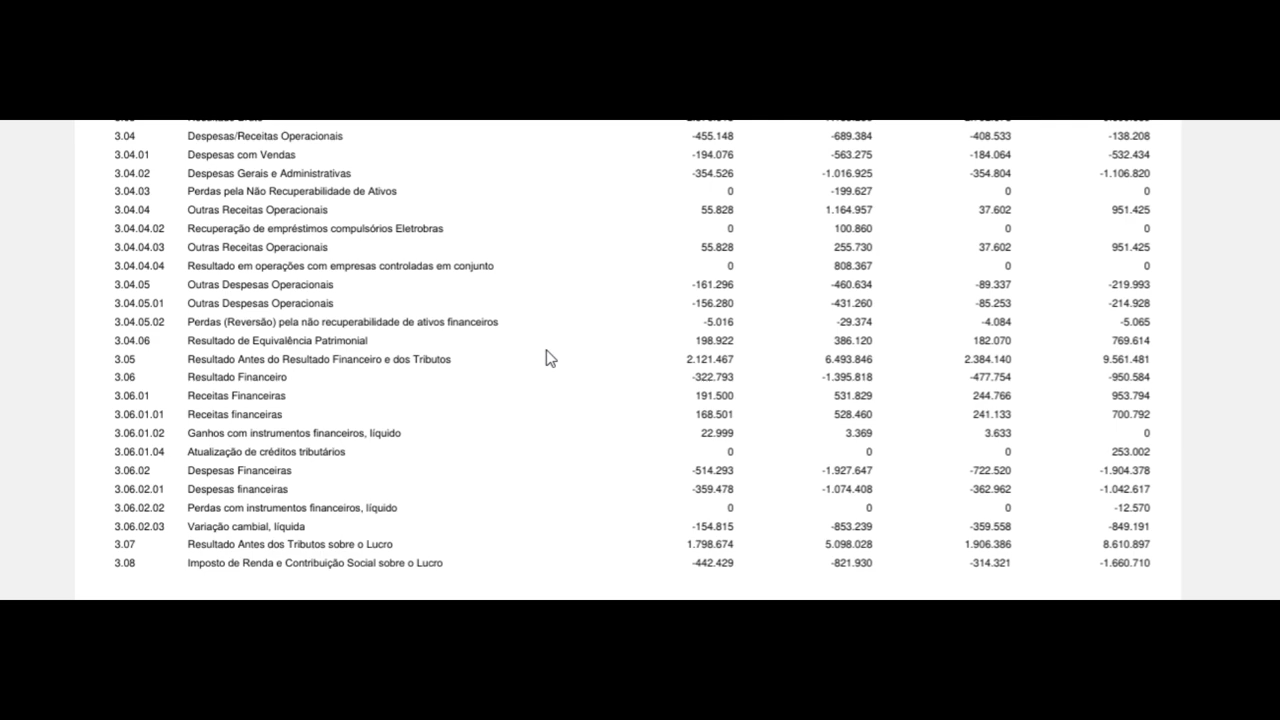 3.04 Despesas/Receitas Operacionais -455.148 -689.384 -408.533 -138.208
3.04.01 Despesas com Vendas -194.076 -563.275 -184.064 -532.434
3.04.02 Despesas Gerais e Administrativas -354.526 -1.016.925 -354.804 -1.106.820
3.04.03 Perdas pela Não Recuperabilidade de Ativos 0 -199.627 0 0
3.04.04 Outras Receitas Operacionais 55.828 1.164.957 37.602 951.425
3.04.04.02 Recuperação de empréstimos compulsórios Eletrobras 0 100.860 0 0
3.04.04.03 Outras Receitas Operacionais 55.828 255.730 37.602 951.425
3.04.04.04 Resultado em operações com empresas controladas em conjunto 0 808.367 0 0
3.04.05 Outras Despesas Operacionais -161.296 -460.634 -89.337 -219.993
3.04.05.01 Outras Despesas Operacionais -156.280 -431.260 -85.253 -214.928
3.04.05.02 Perdas (Reversão) pela não recuperabilidade de ativos financeiros -5.016 -29.374 -4.084 -5.065
3.04.06 Resultado de Equivalência Patrimonial 198.922 386.120 182.070 769.614
3.05 Resultado Antes do Resultado Financeiro e dos Tributos 2.121.467 6.493.846 2.384.140 9.561.481
3.06 Resultado Financeiro -322.793 -1.395.818 -477.754 -950.584
3.06.01 Receitas Financeiras 191.500 531.829 244.766 953.794
3.06.01.01 Receitas financeiras 168.501 528.460 241.133 700.792
3.06.01.02 Ganhos com instrumentos financeiros, líquido 22.999 3.369 3.633 0
3.06.01.04 Atualização de créditos tributários 0 0 0 253.002
3.06.02 Despesas Financeiras -514.293 -1.927.647 -722.520 -1.904.378
3.06.02.01 Despesas financeiras -359.478 -1.074.408 -362.962 -1.042.617
3.06.02.02 Perdas com instrumentos financeiros, líquido 0 0 0 -12.570
3.06.02.03 Variação cambial, líquida -154.815 -853.239 -359.558 -849.191
3.07 Resultado Antes dos Tributos sobre o Lucro 1.798.674 5.098.028 1.906.386 8.610.897
3.08 Imposto de Renda e Contribuição Social sobre o Lucro -442.429 -821.930 -314.321 -1.660.710